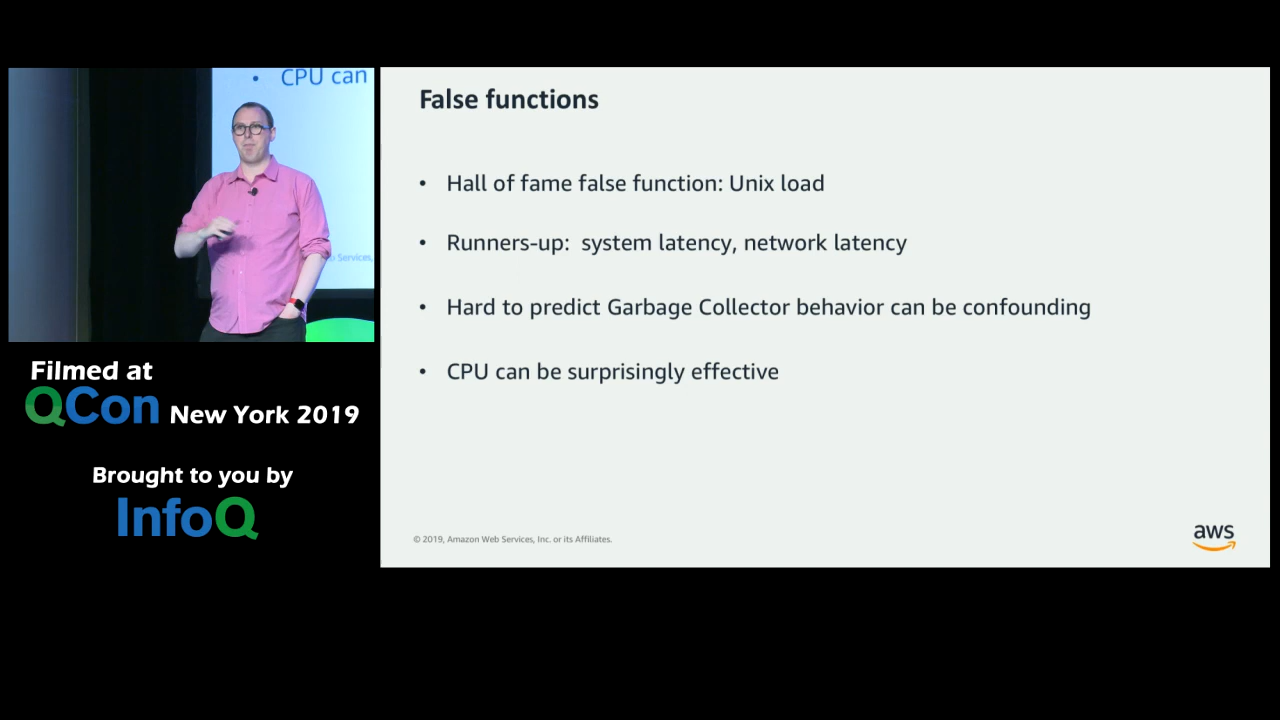 CPU can
b Services,
Filmed at
QCon New York 2019
Brought to you by
InfoQ
False functions
• Hall of fame false function: Unix load
• Runners-up: system latency, network latency
• Hard to predict Garbage Collector behavior can be confounding
• CPU can be surprisingly effective
© 2019, Amazon Web Services, Inc. or its Affiliates.
aws